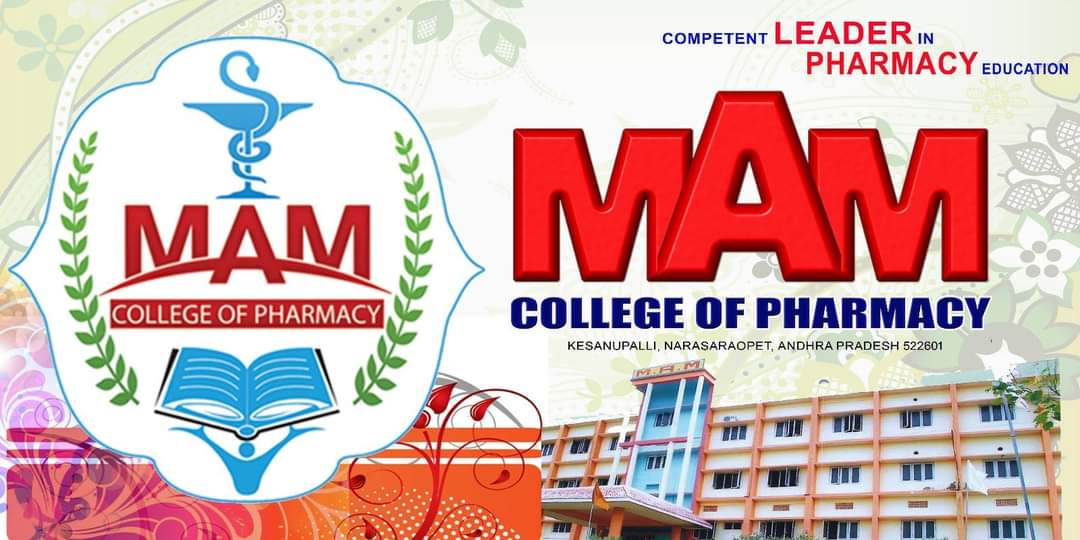 MAM
COLLEGE OF PHARMACY
COMPETENT LEADER IN
PHARMACY EDUCATION
MAM
COLLEGE OF PHARMACY
KESANUPALLI, NARASARAOPET, ANDHRA PRADESH 522601